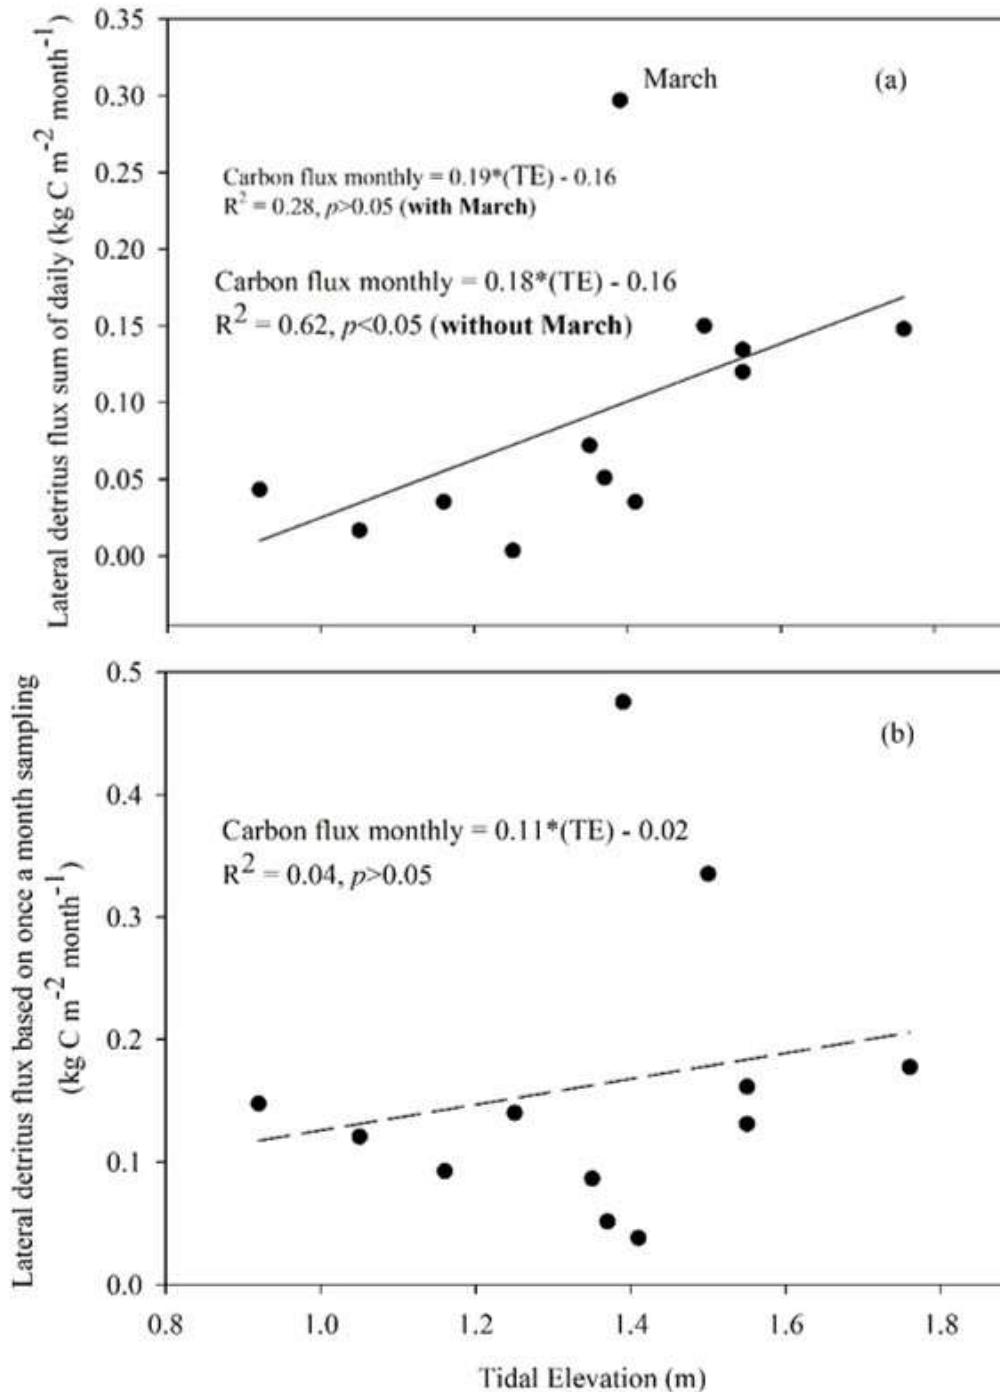 Lateral detritus flux sum of daily (kg C m⁻² month⁻¹)
0.35
0.30
0.25
0.20
0.15
0.10
0.05
0.00
March
(a)
Carbon flux monthly = 0.19*(TE) - 0.16
R² = 0.28, p>0.05 (with March)
Carbon flux monthly = 0.18*(TE) - 0.16
R² = 0.62, p<0.05 (without March)
Lateral detritus flux based on once a month sampling
(kg C m⁻² month⁻¹)
0.5
0.4
0.3
0.2
0.1
0.0
(b)
Carbon flux monthly = 0.11*(TE) - 0.02
R² = 0.04, p>0.05
0.8 1.0 1.2 1.4 1.6 1.8
Tidal Elevation (m)